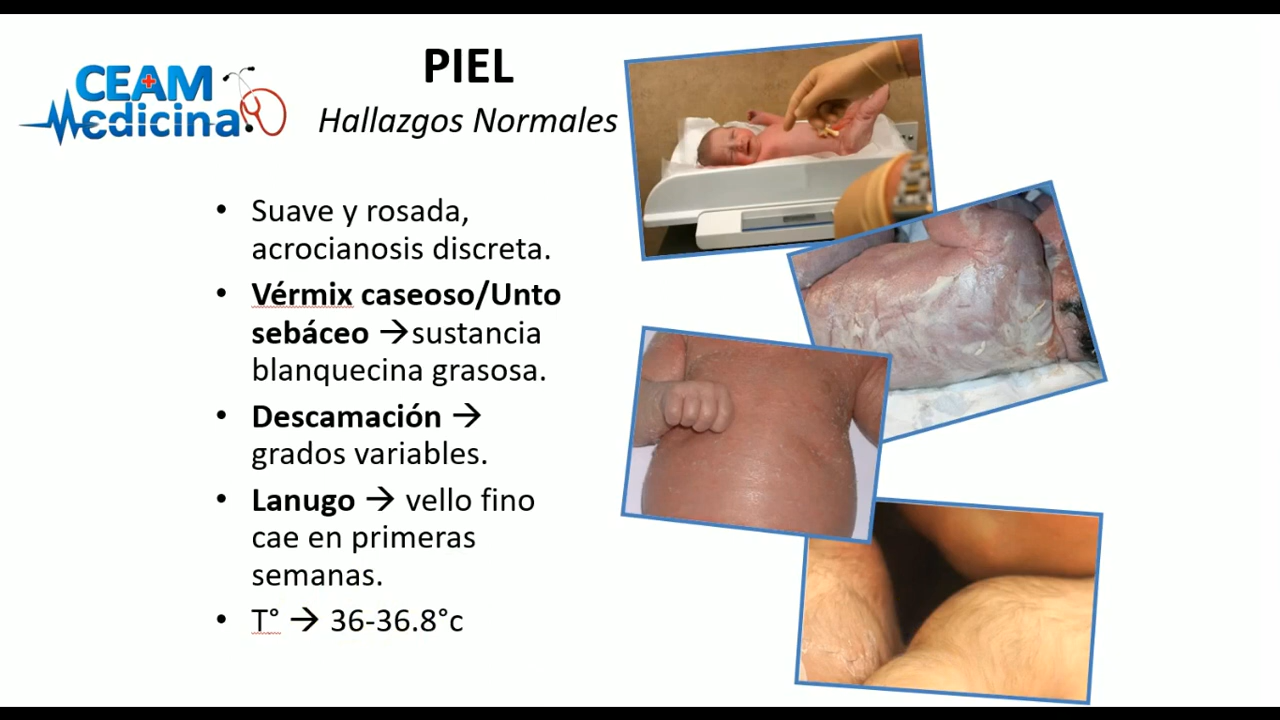 CEAM
Medicina
PIEL
Hallazgos Normales
• Suave y rosada,
acrocianosis discreta.
• Vérmix caseoso/Unto
sebáceo →sustancia
blanquecina grasosa.
• Descamación →
grados variables.
• Lanugo → vello fino
cae en primeras
semanas.
• T° → 36-36.8°c